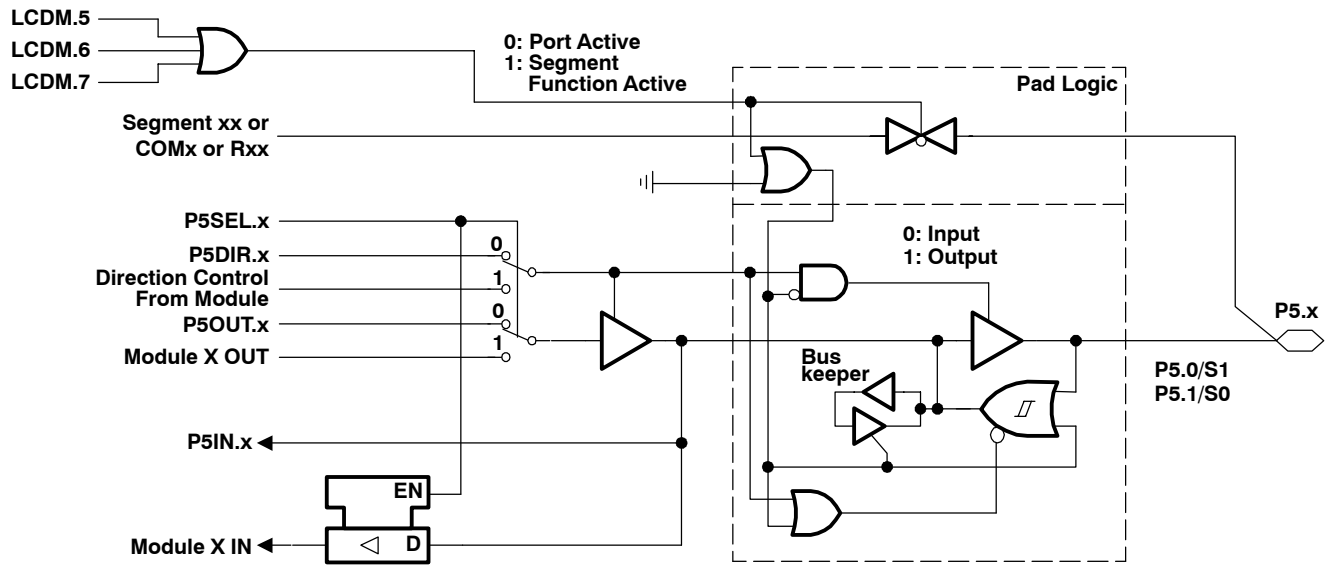 LCDM.5
LCDM.6
LCDM.7
0: Port Active
1: Segment
Function Active
Pad Logic
Segment xx or
COMx or Rxx
P5SEL.x
P5DIR.x
Direction Control
From Module
P5OUT.x
Module X OUT
0
1
0
1
0: Input
1: Output
Bus
keeper
P5.x
P5.0/S1
P5.1/S0
P5IN.x
EN
D
Module X IN